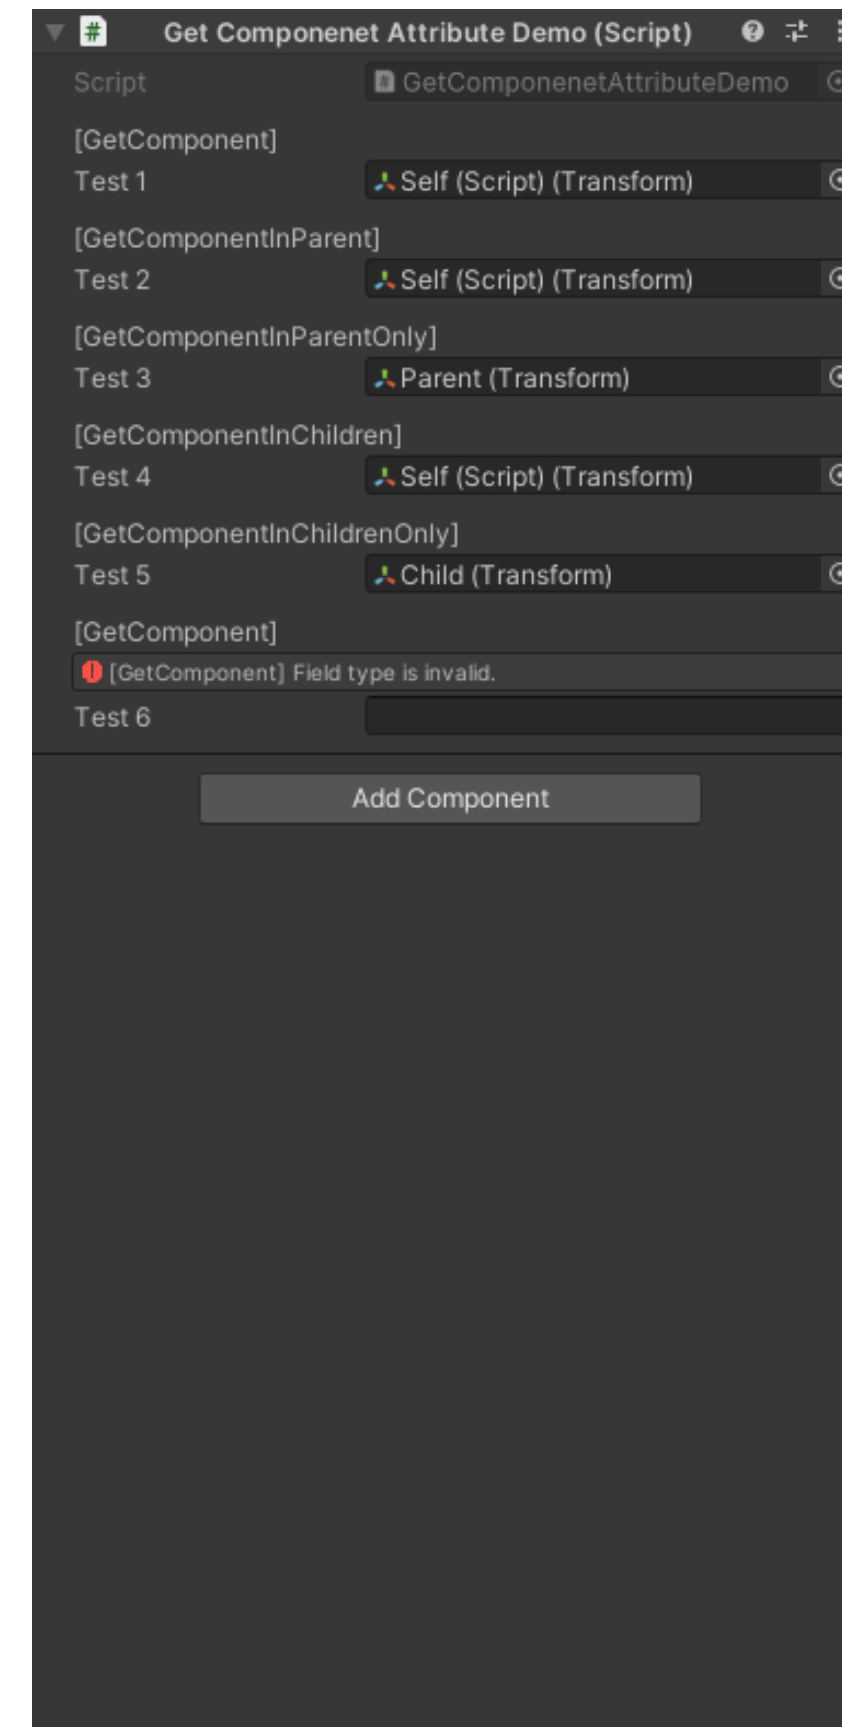 Get Componenet Attribute Demo (Script)
Script GetComponenetAttributeDemo
[GetComponent]
Test 1 Self (Script) (Transform)
[GetComponentInParent]
Test 2 Self (Script) (Transform)
[GetComponentInParentOnly]
Test 3 Parent (Transform)
[GetComponentInChildren]
Test 4 Self (Script) (Transform)
[GetComponentInChildrenOnly]
Test 5 Child (Transform)
[GetComponent]
[GetComponent] Field type is invalid.
Test 6
Add Component